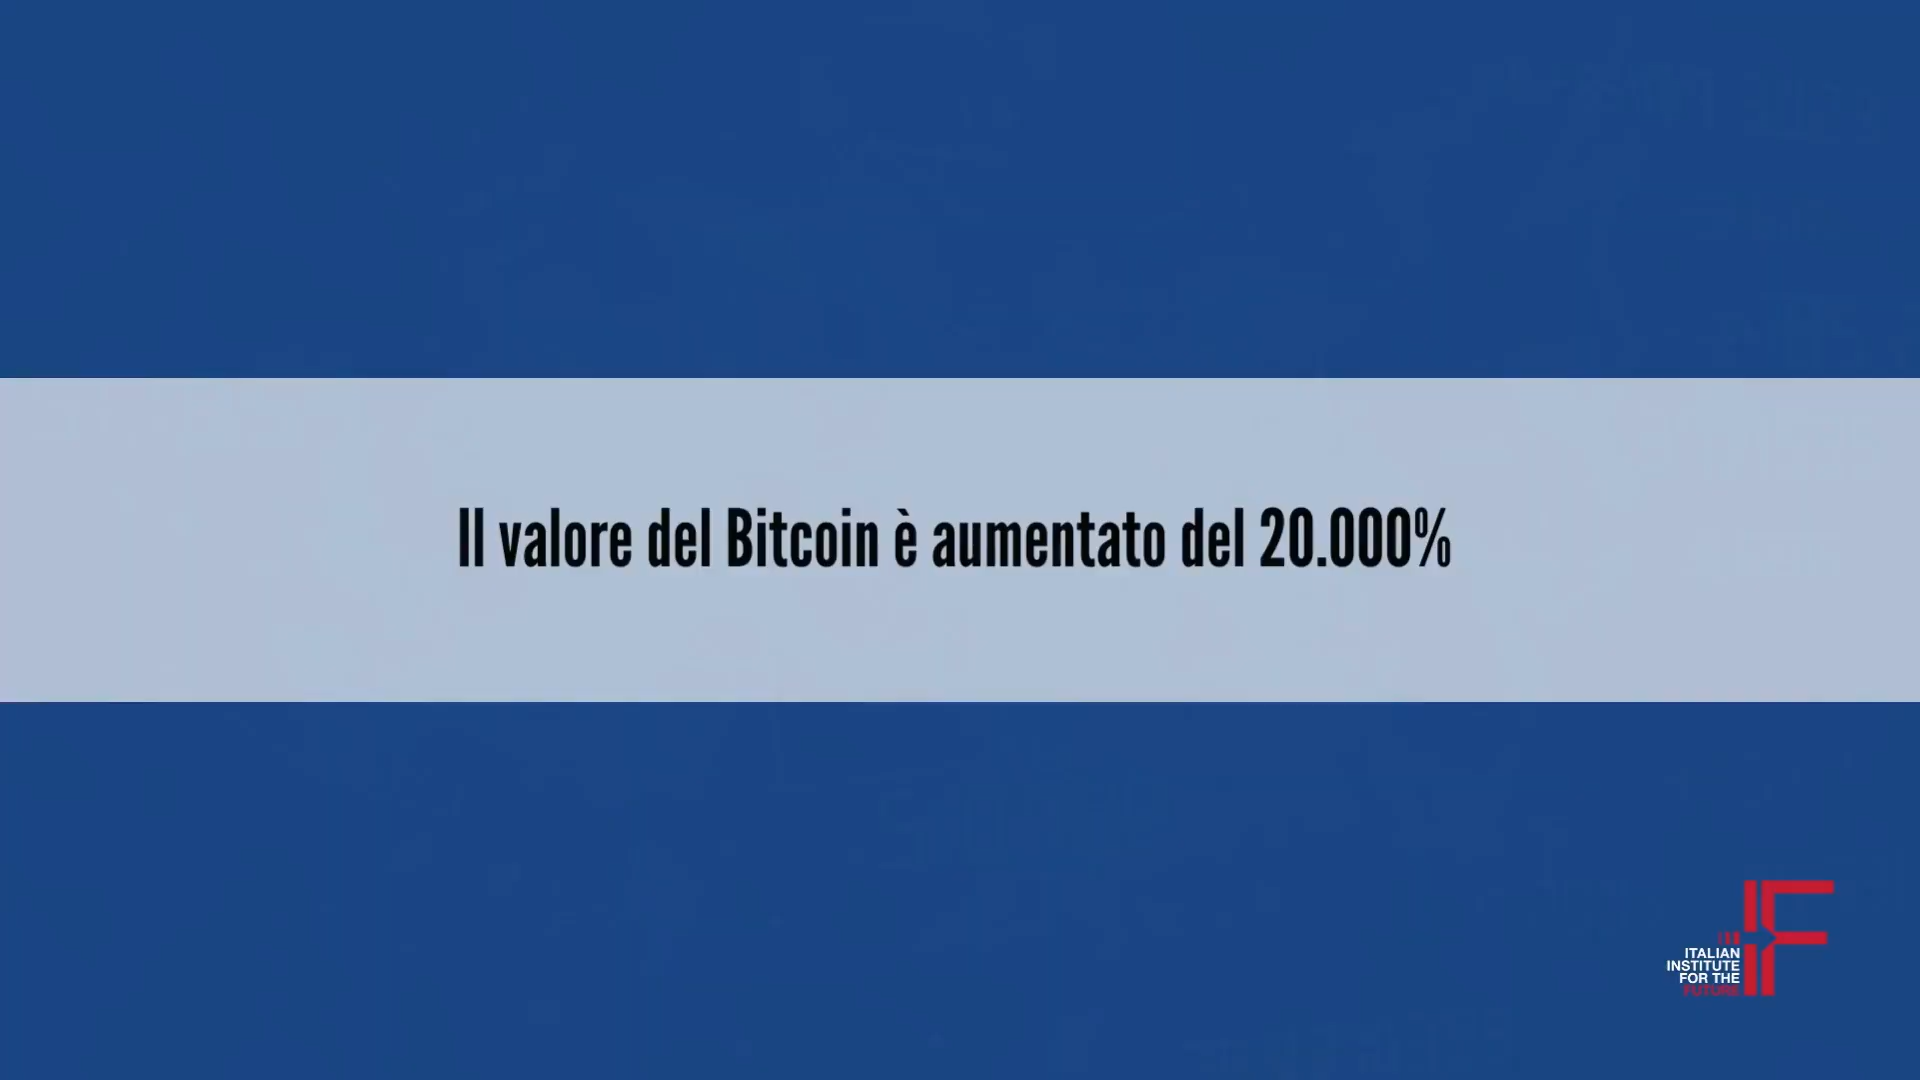 Il valore del Bitcoin è aumentato del 20.000%
ITALIAN
INSTITUTE
FOR THE
FUTURE